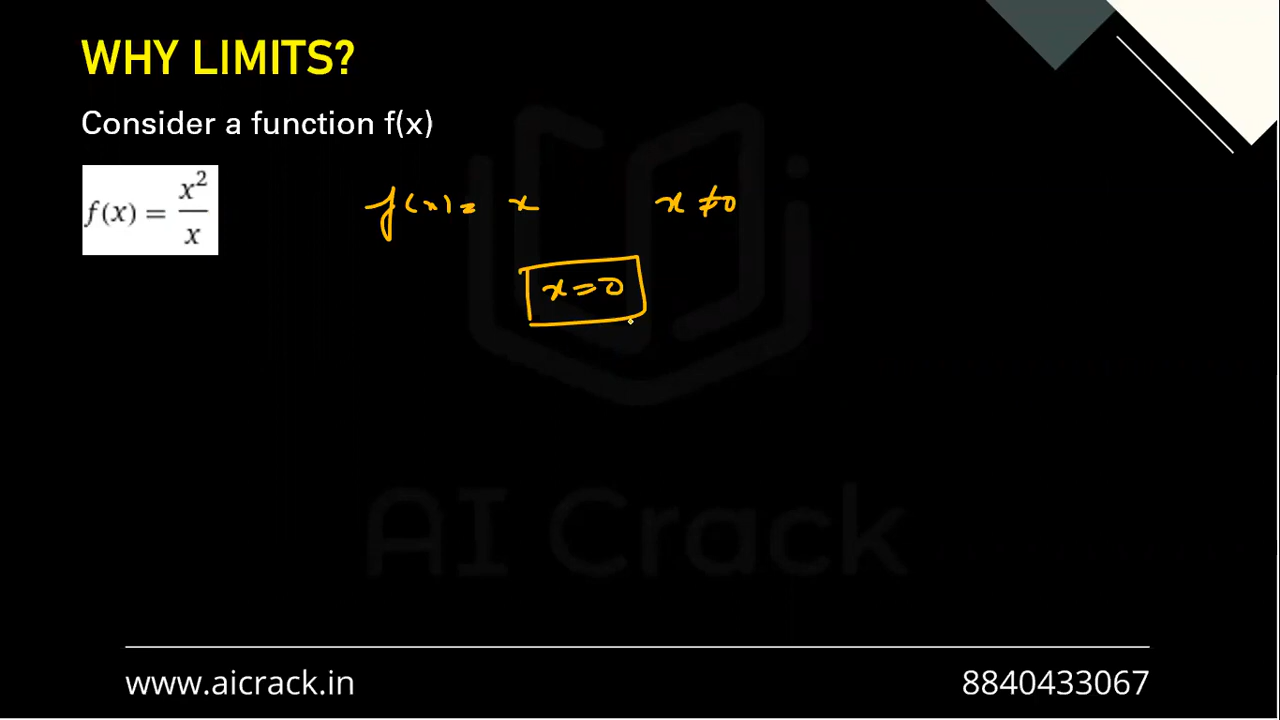 WHY LIMITS?
Consider a function f(x)
f(x) = x²/x
f(x) = x x ≠ 0
x = 0
AI Crack
www.aicrack.in
8840433067